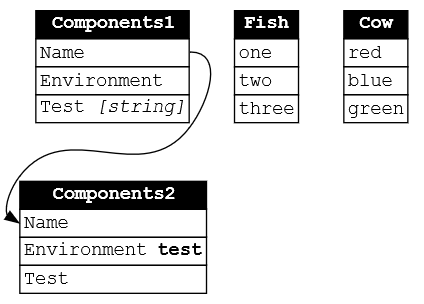 Components1
Name
Environment
Test [string]
Fish
one
two
three
Cow
red
blue
green
Components2
Name
Environment test
Test